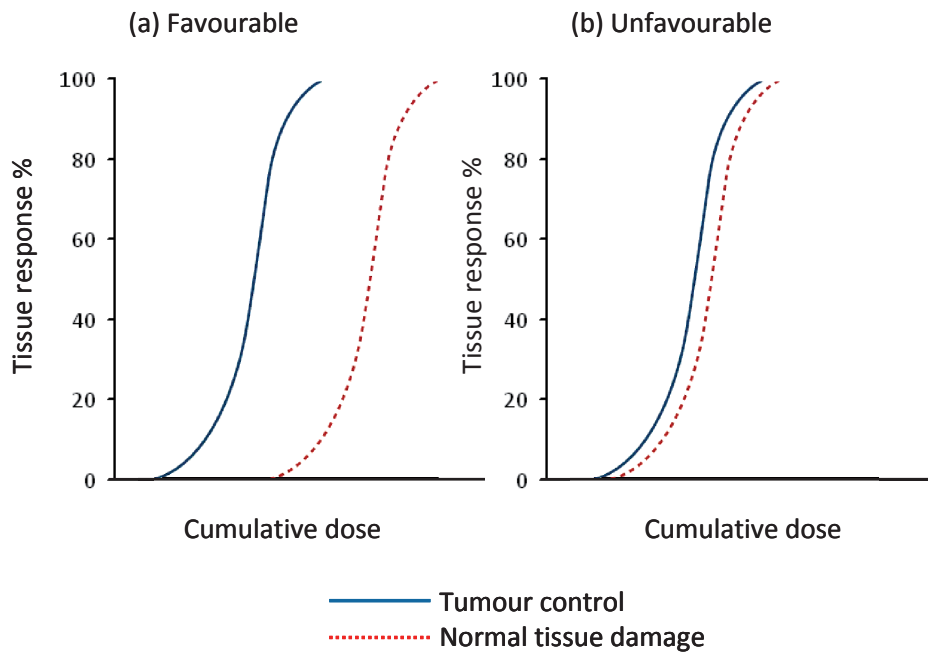 (a) Favourable
(b) Unfavourable
Tissue response %
100
80
60
40
20
0
Cumulative dose
Tissue response %
100
80
60
40
20
0
Cumulative dose
Tumour control
Normal tissue damage